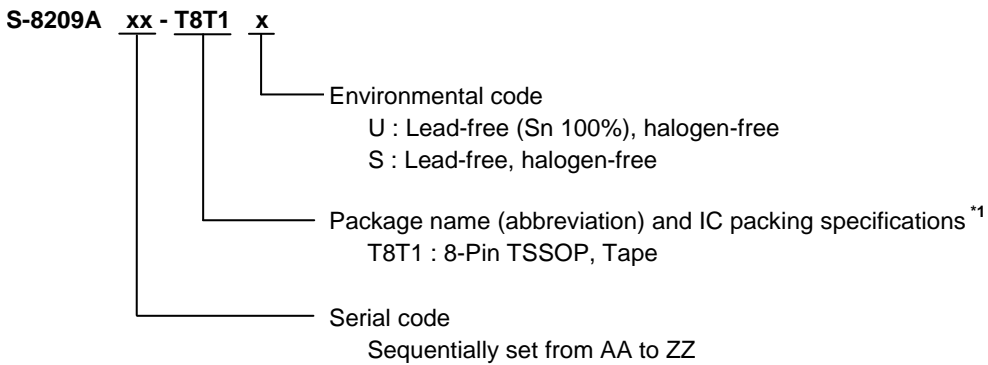 S-8209A xx - T8T1 x
Environmental code
U : Lead-free (Sn 100%), halogen-free
S : Lead-free, halogen-free
Package name (abbreviation) and IC packing specifications *1
T8T1 : 8-Pin TSSOP, Tape
Serial code
Sequentially set from AA to ZZ